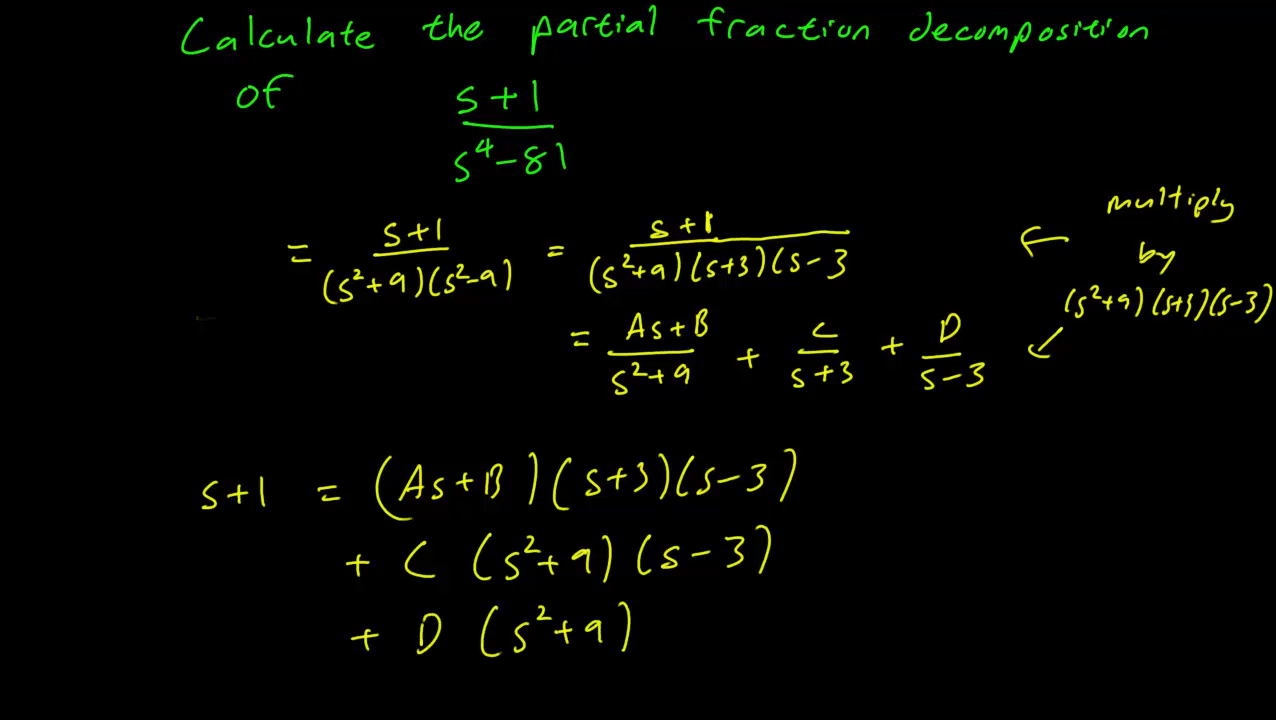 Calculate the partial fraction decomposition
of (s+1)/(s⁴-81)
= (s+1)/((s²+9)(s²-9)) = (s+1)/((s²+9)(s+3)(s-3
= (As+B)/(s²+9) + C/(s+3) + D/(s-3)
multiply
by
(s²+9)(s+3)(s-3)
s+1 = (As+B)(s+3)(s-3)
+ C (s²+9)(s-3)
+ D (s²+9)